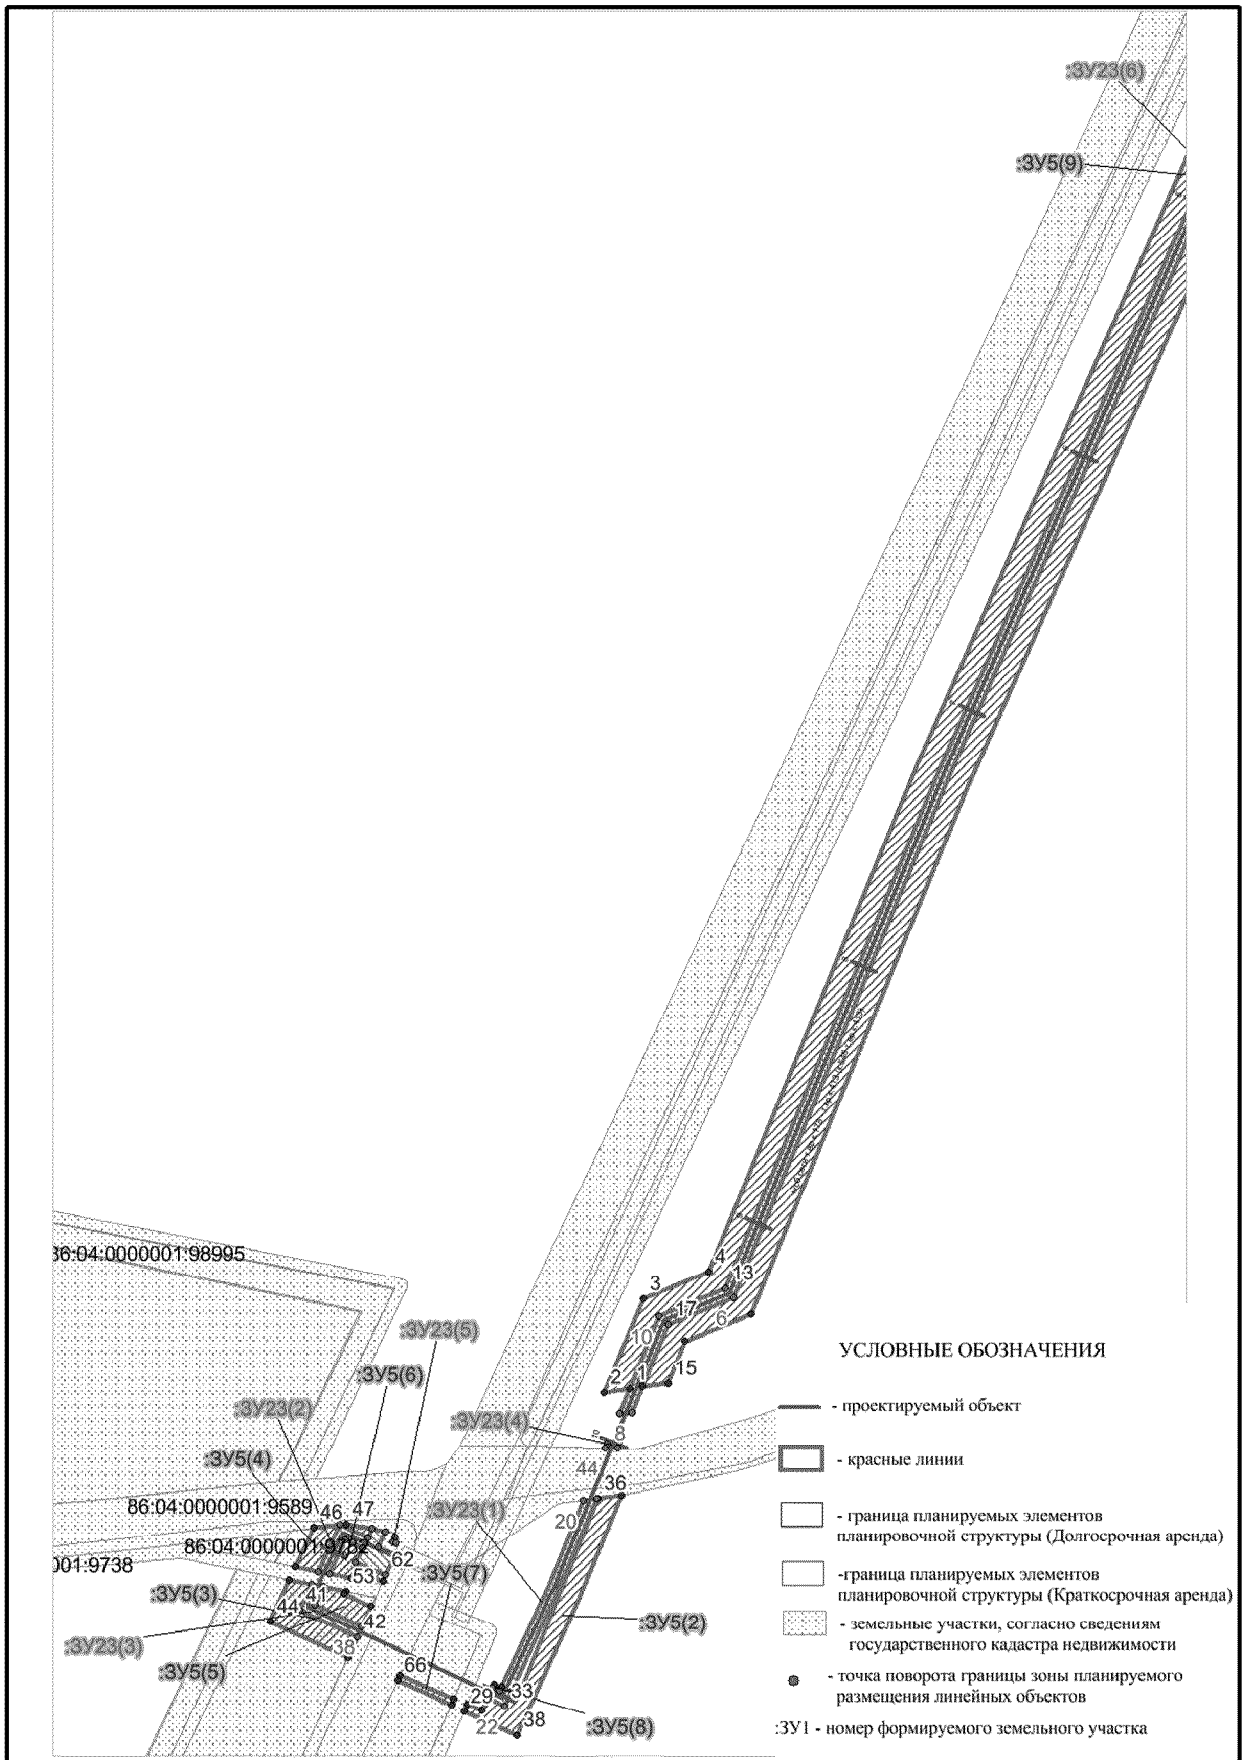 :ЗУ23(6)
:ЗУ5(9)
86:04:0000001:98995
4
3
13
17
6
10
15
2
1
:ЗУ23(5)
:ЗУ5(6)
:ЗУ23(2)
:ЗУ23(4)
8
:ЗУ5(4)
44
36
86:04:0000001:9589
46
47
:ЗУ23(1)
20
62
001:9738
53
:ЗУ5(7)
:ЗУ5(3)
41
44
42
:ЗУ5(2)
:ЗУ23(3)
38
:ЗУ5(5)
66
29
33
22
38
:ЗУ5(8)
УСЛОВНЫЕ ОБОЗНАЧЕНИЯ
- проектируемый объект
- красные линии
- граница планируемых элементов
планировочной структуры (Долгосрочная аренда)
-граница планируемых элементов
планировочной структуры (Краткосрочная аренда)
- земельные участки, согласно сведениям
государственного кадастра недвижимости
- точка поворота границы зоны планируемого
размещения линейных объектов
:ЗУ1 - номер формируемого земельного участка